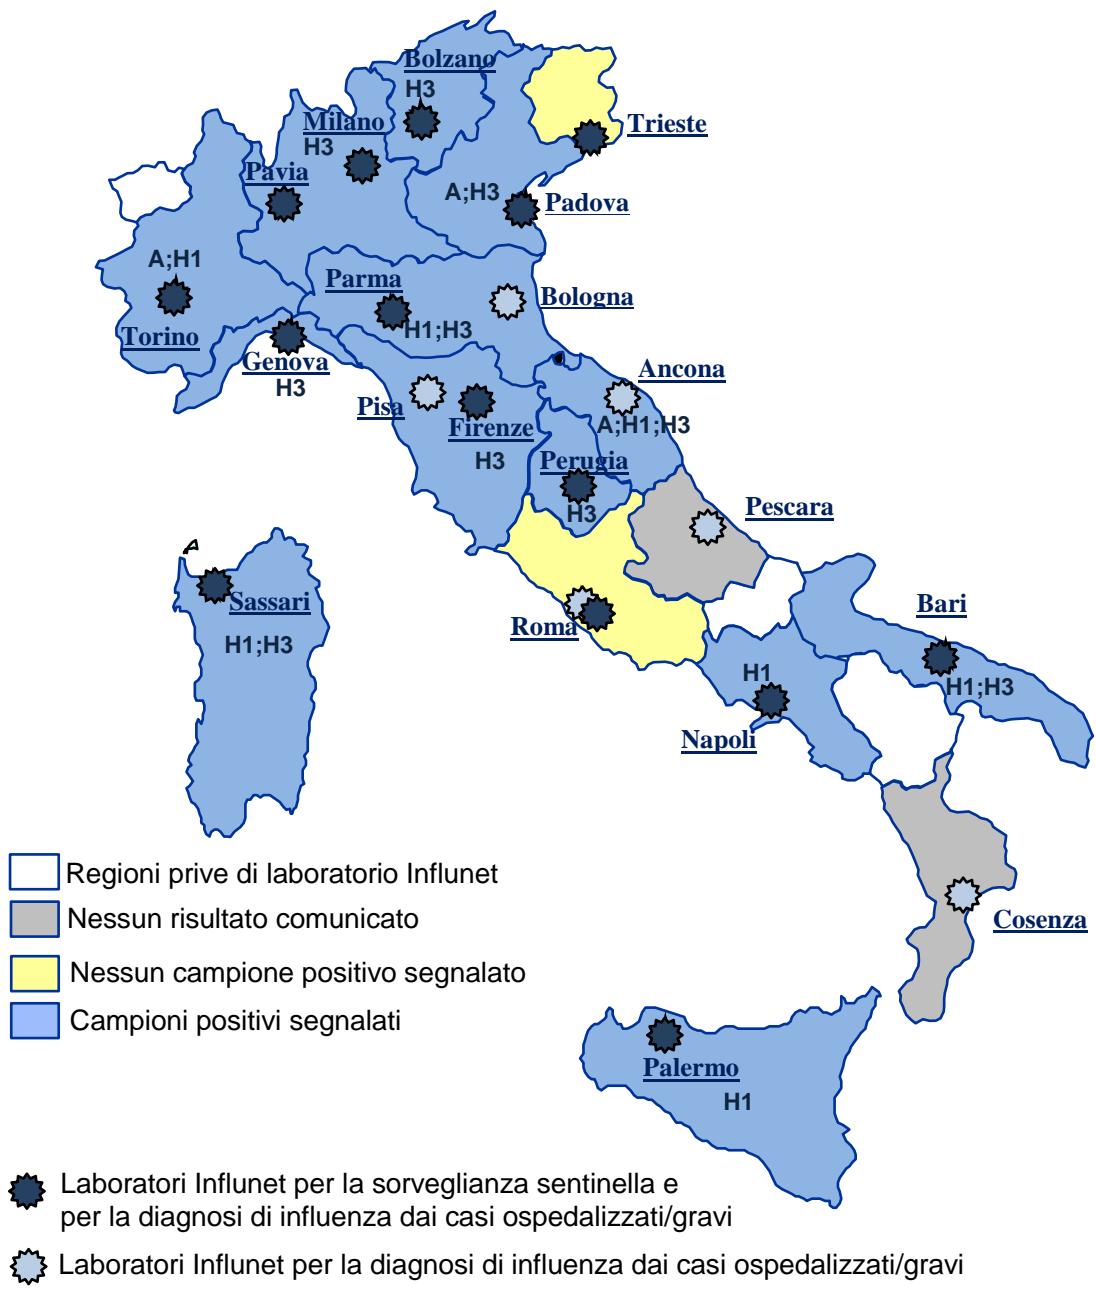 Bolzano
H3
Milano
H3
Trieste
Pavia
A;H3
Padova
A;H1
Parma
Bologna
Torino
H1;H3
Genova
H3
Ancona
Pisa
Firenze
A;H1;H3
H3
Perugia
H3
Pescara
Sassari
Roma
Bari
H1;H3
H1
H1;H3
Napoli
Regioni prive di laboratorio Influnet
Nessun risultato comunicato
Cosenza
Nessun campione positivo segnalato
Campioni positivi segnalati
Palermo
H1
Laboratori Influnet per la sorveglianza sentinella e
per la diagnosi di influenza dai casi ospedalizzati/gravi
Laboratori Influnet per la diagnosi di influenza dai casi ospedalizzati/gravi